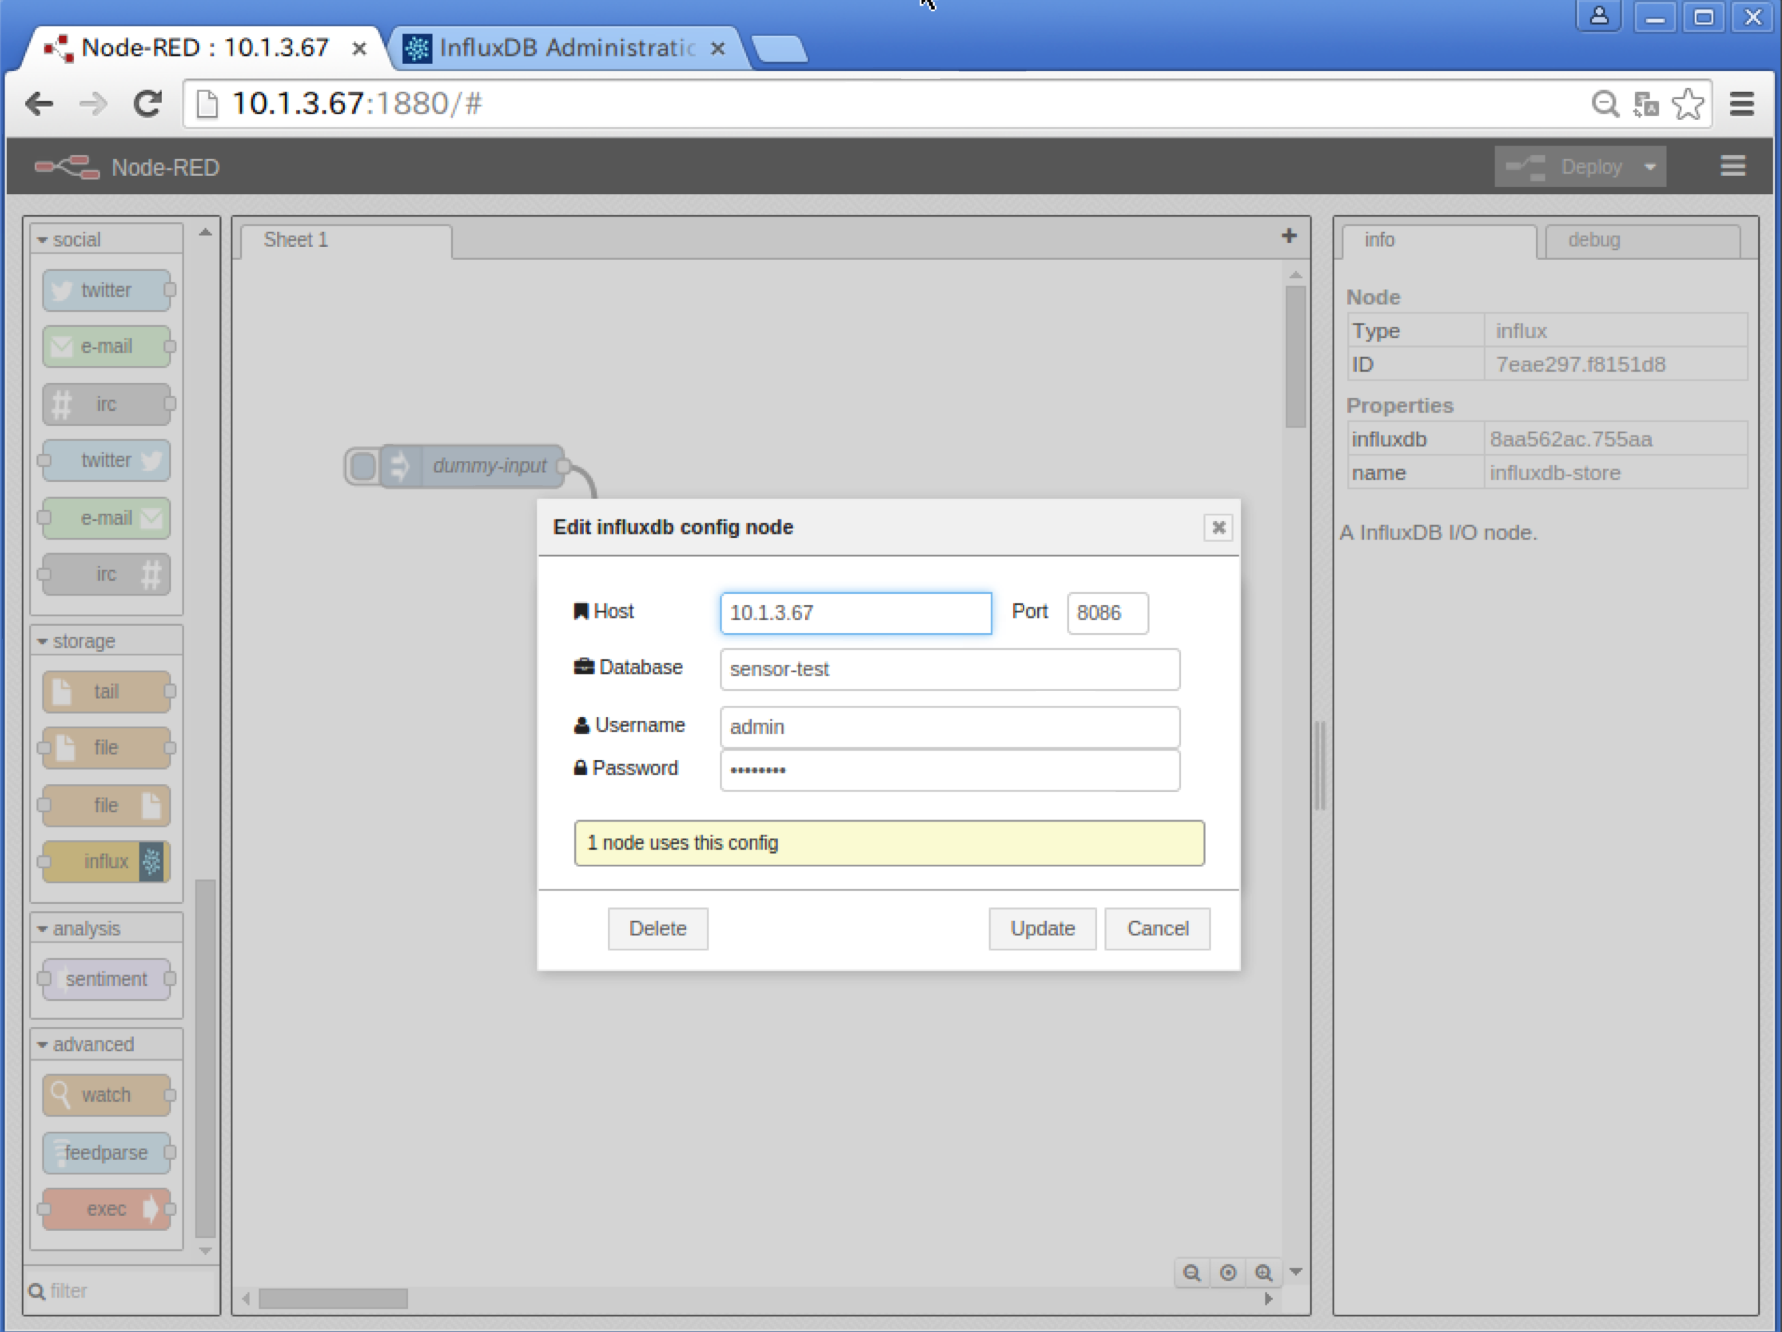 Node-RED : 10.1.3.67
InfluxDB Administratic
10.1.3.67:1880/#
Node-RED
Deploy
social
twitter
e-mail
irc
twitter
e-mail
irc
storage
tail
file
file
influx
analysis
sentiment
advanced
watch
feedparse
exec
filter
Sheet 1
dummy-input
Edit influxdb config node
Host 10.1.3.67 Port 8086
Database sensor-test
Username admin
Password ••••••••
1 node uses this config
Delete Update Cancel
info debug
Node
Type influx
ID 7eae297.f8151d8
Properties
influxdb 8aa562ac.755aa
name influxdb-store
A InfluxDB I/O node.